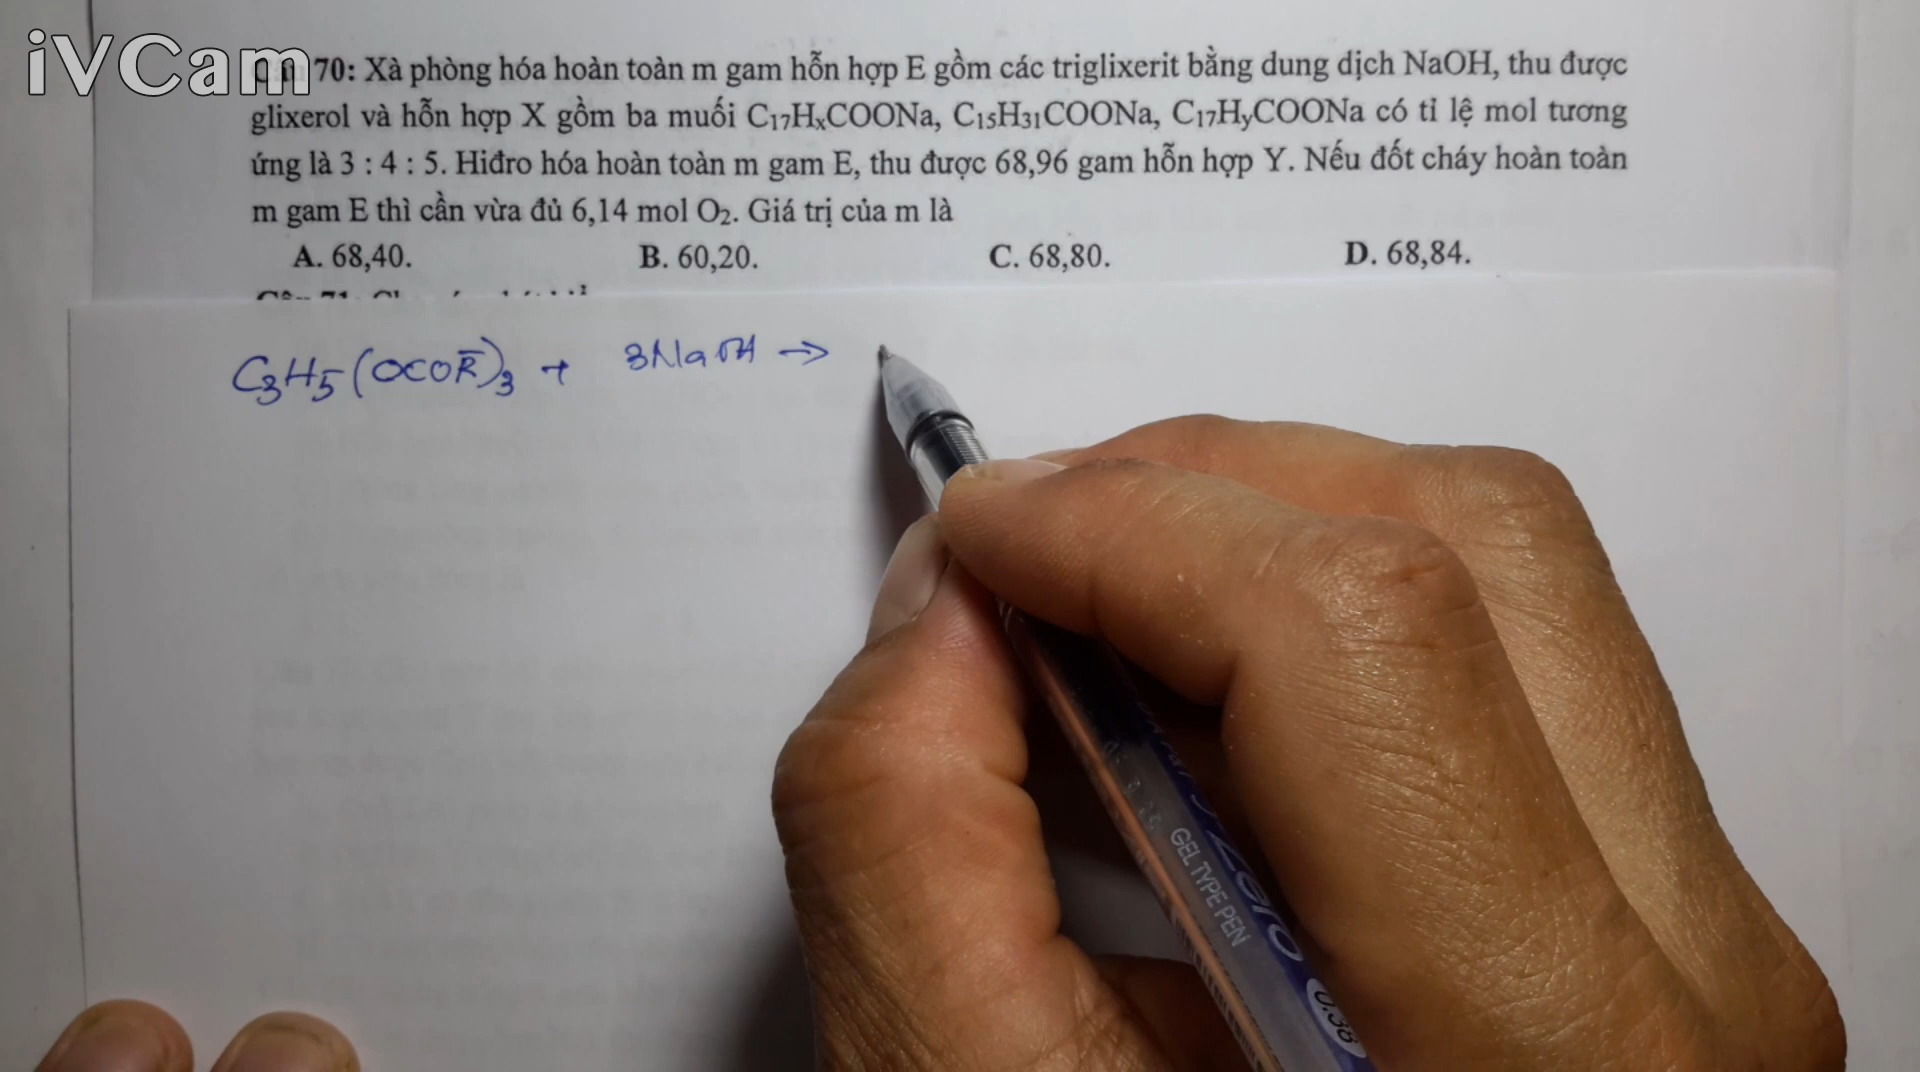 iVCam
70: Xà phòng hóa hoàn toàn m gam hỗn hợp E gồm các triglixerit bằng dung dịch NaOH, thu được
glixerol và hỗn hợp X gồm ba muối C₁₇HₓCOONa, C₁₅H₃₁COONa, C₁₇HᵧCOONa có tỉ lệ mol tương
ứng là 3 : 4 : 5. Hiđro hóa hoàn toàn m gam E, thu được 68,96 gam hỗn hợp Y. Nếu đốt cháy hoàn toàn
m gam E thì cần vừa đủ 6,14 mol O₂. Giá trị của m là
A. 68,40. B. 60,20. C. 68,80. D. 68,84.
C₃H₅(OCOR̅)₃ + 3NaOH →
GEL TYPE PEN
Zero
0.38